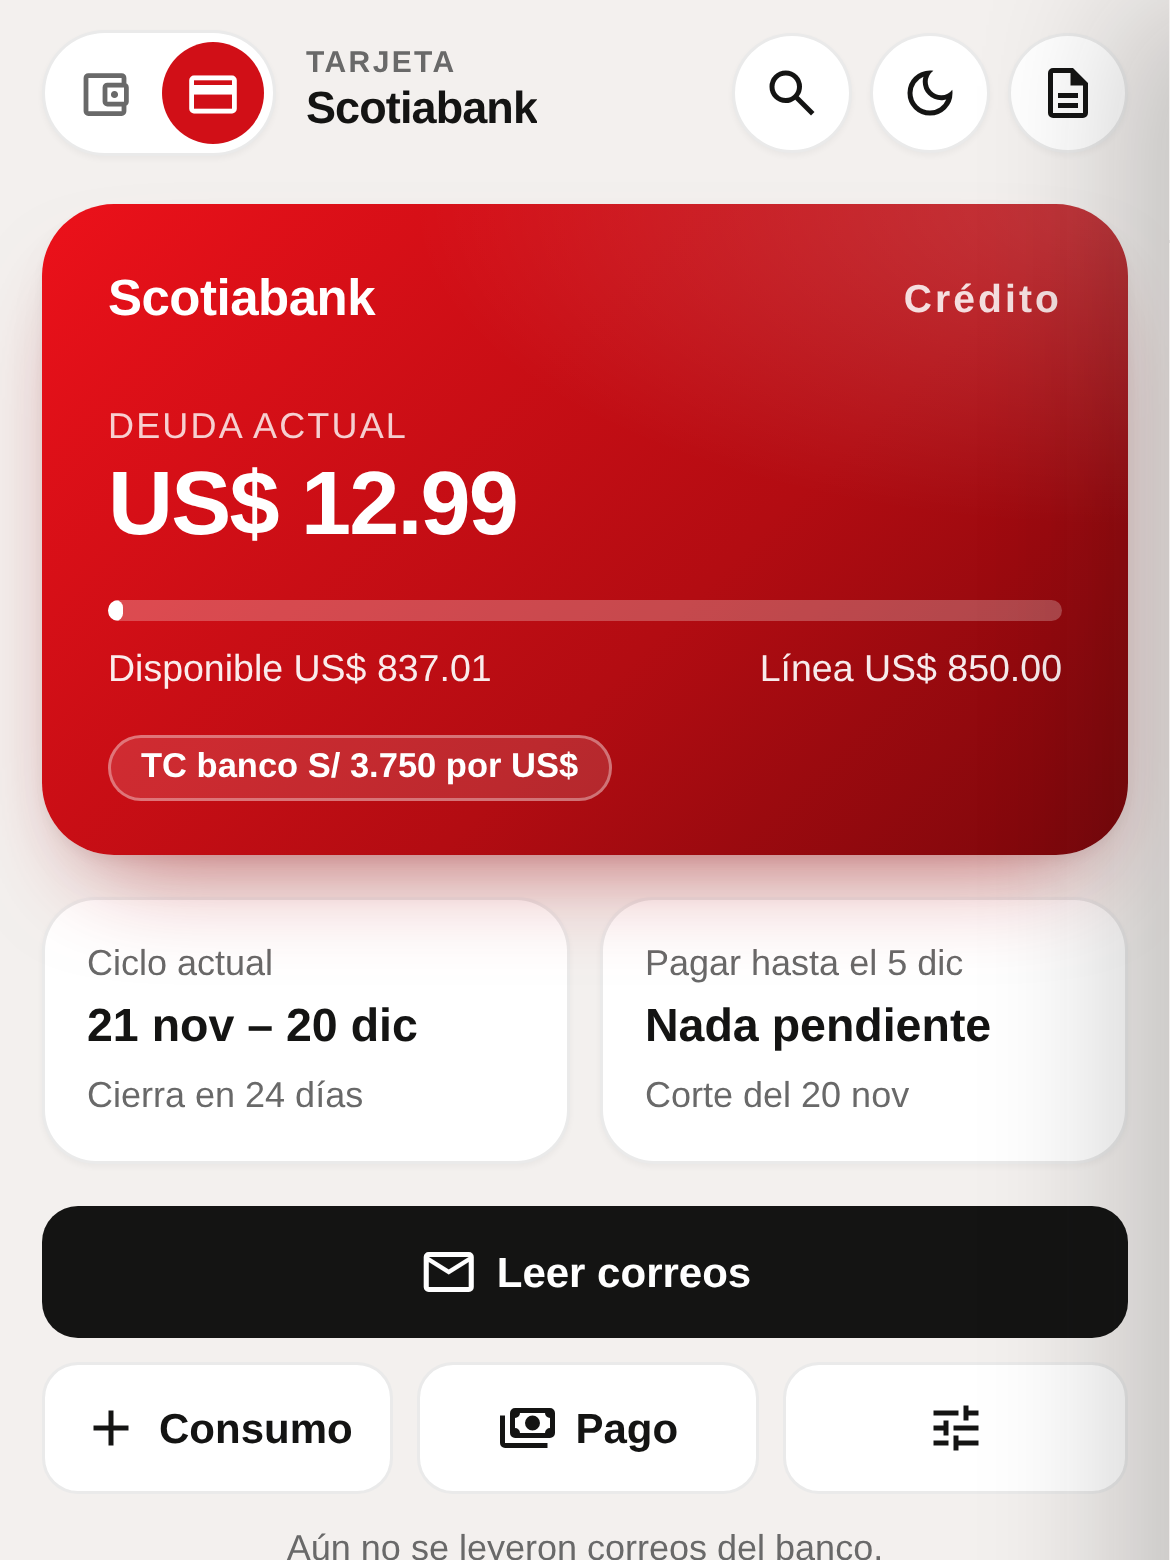 TARJETA
Scotiabank
Scotiabank
Crédito
DEUDA ACTUAL
US$ 12.99
Disponible US$ 837.01
Línea US$ 850.00
TC banco S/ 3.750 por US$
Ciclo actual
21 nov – 20 dic
Cierra en 24 días
Pagar hasta el 5 dic
Nada pendiente
Corte del 20 nov
Leer correos
Consumo
Pago
Aún no se leyeron correos del banco.